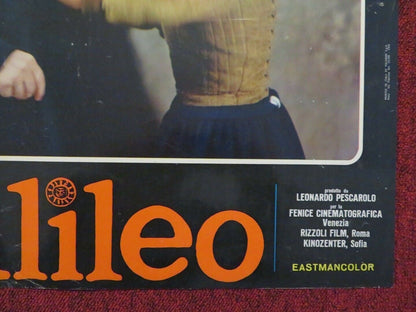 lileo
prodotto da
LEONARDO PESCAROLO
per la
FENICE CINEMATOGRAFICA
Venezia
RIZZOLI FILM, Roma
KINOZENTER, Sofia
EASTMANCOLOR